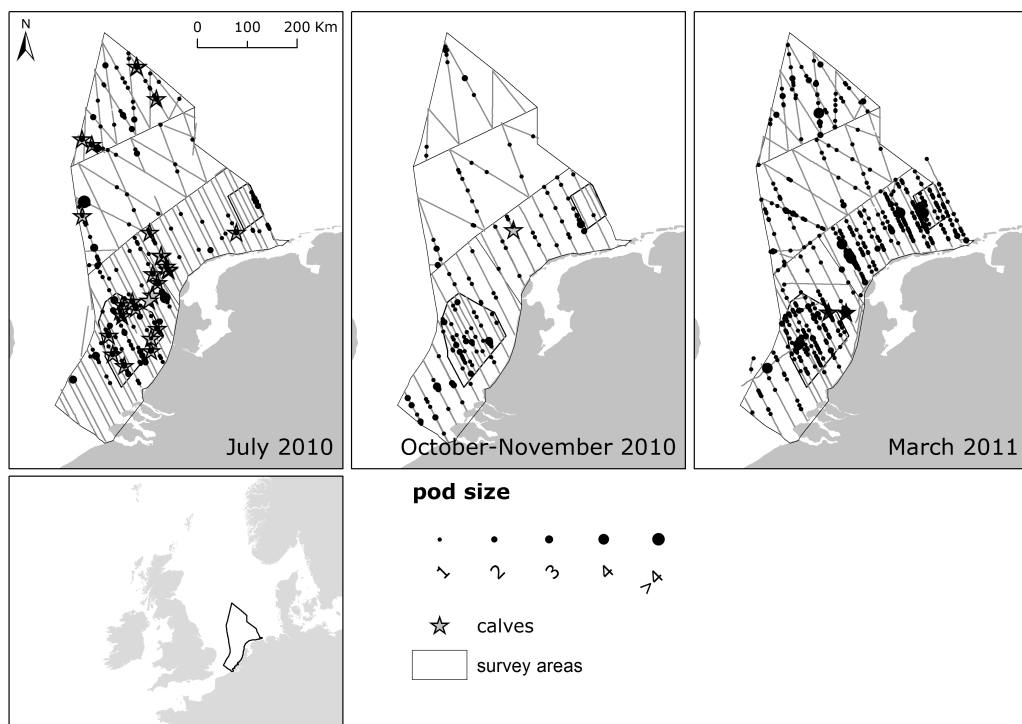 N
0 100 200 Km
July 2010
October-November 2010
March 2011
pod size
1 2 3 4 >4
calves
survey areas